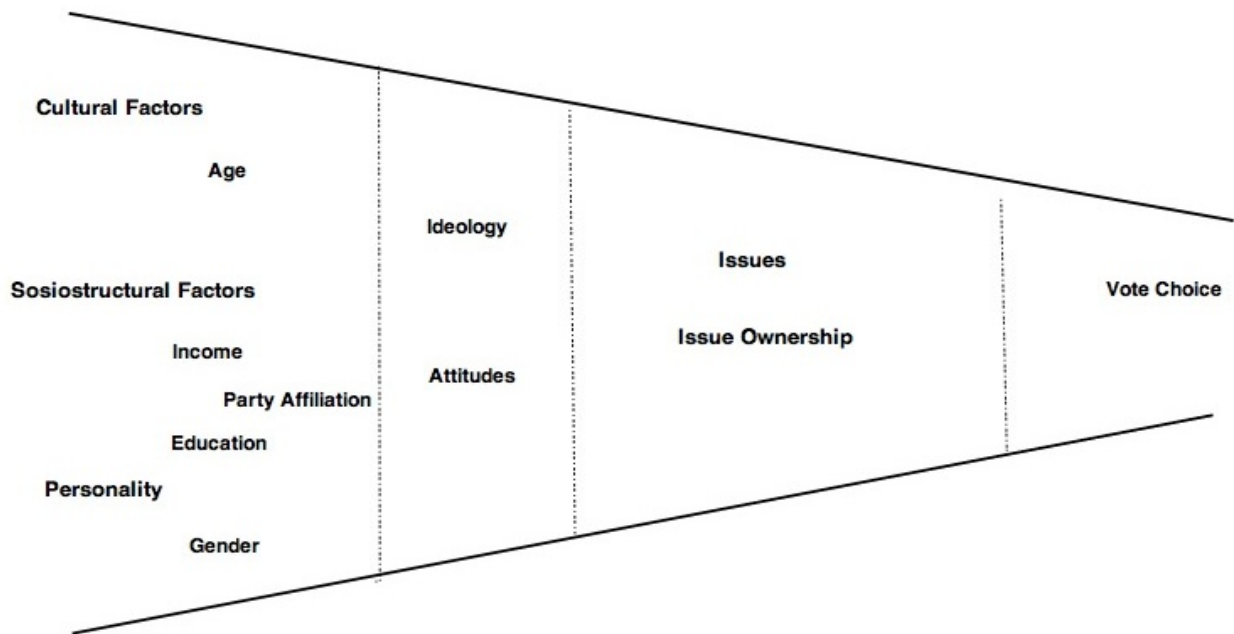 Cultural Factors
Age
Sosiostructural Factors
Income
Party Affiliation
Education
Personality
Gender
Ideology
Attitudes
Issues
Issue Ownership
Vote Choice